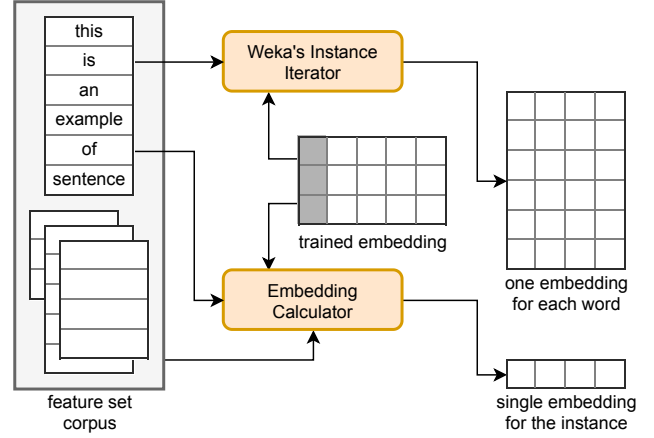 this
is
an
example
of
sentence
feature set
corpus
Weka's Instance
Iterator
trained embedding
Embedding
Calculator
one embedding
for each word
single embedding
for the instance